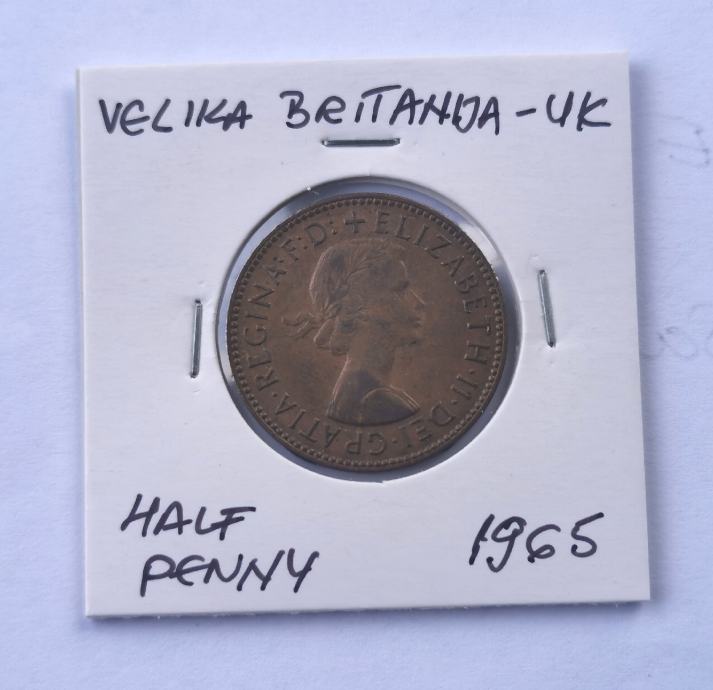 VELIKA BRITANIJA - UK
+ ELIZABETH · II · DEI · GRATIA · REGINA · F : D :
HALF
PENNY
1965